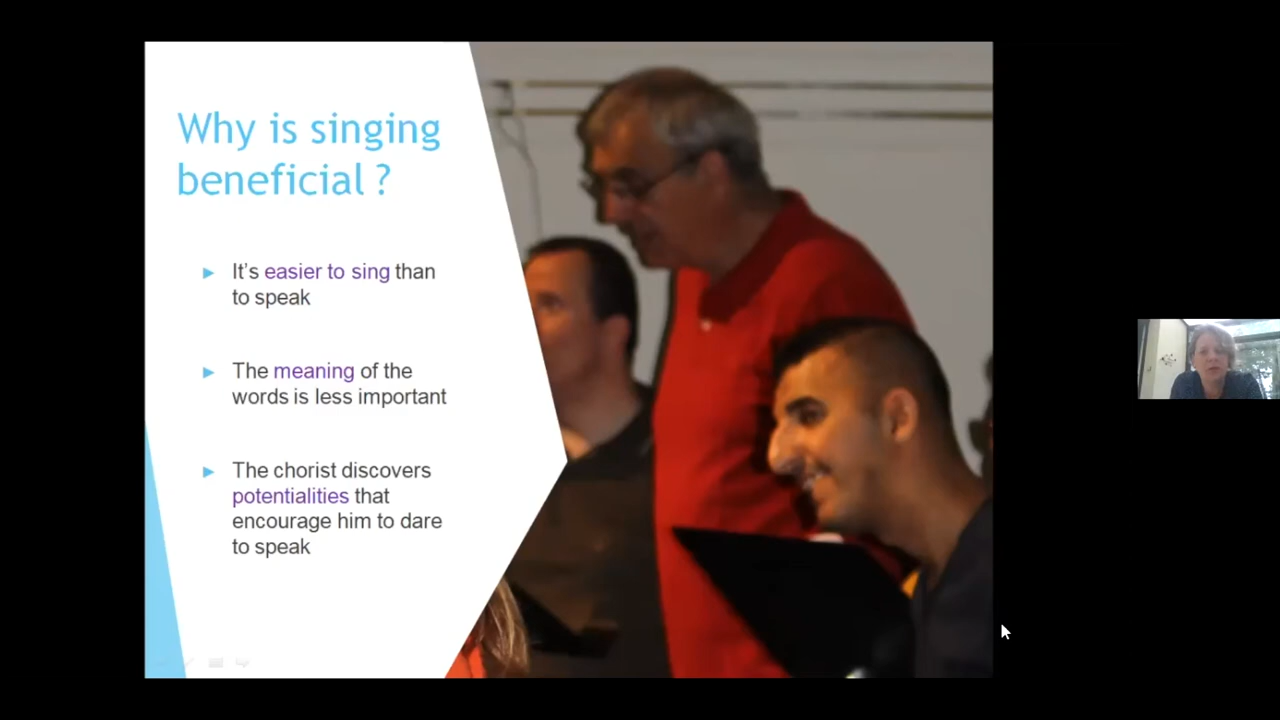 Why is singing
beneficial ?
It's easier to sing than
to speak
The meaning of the
words is less important
The chorist discovers
potentialities that
encourage him to dare
to speak